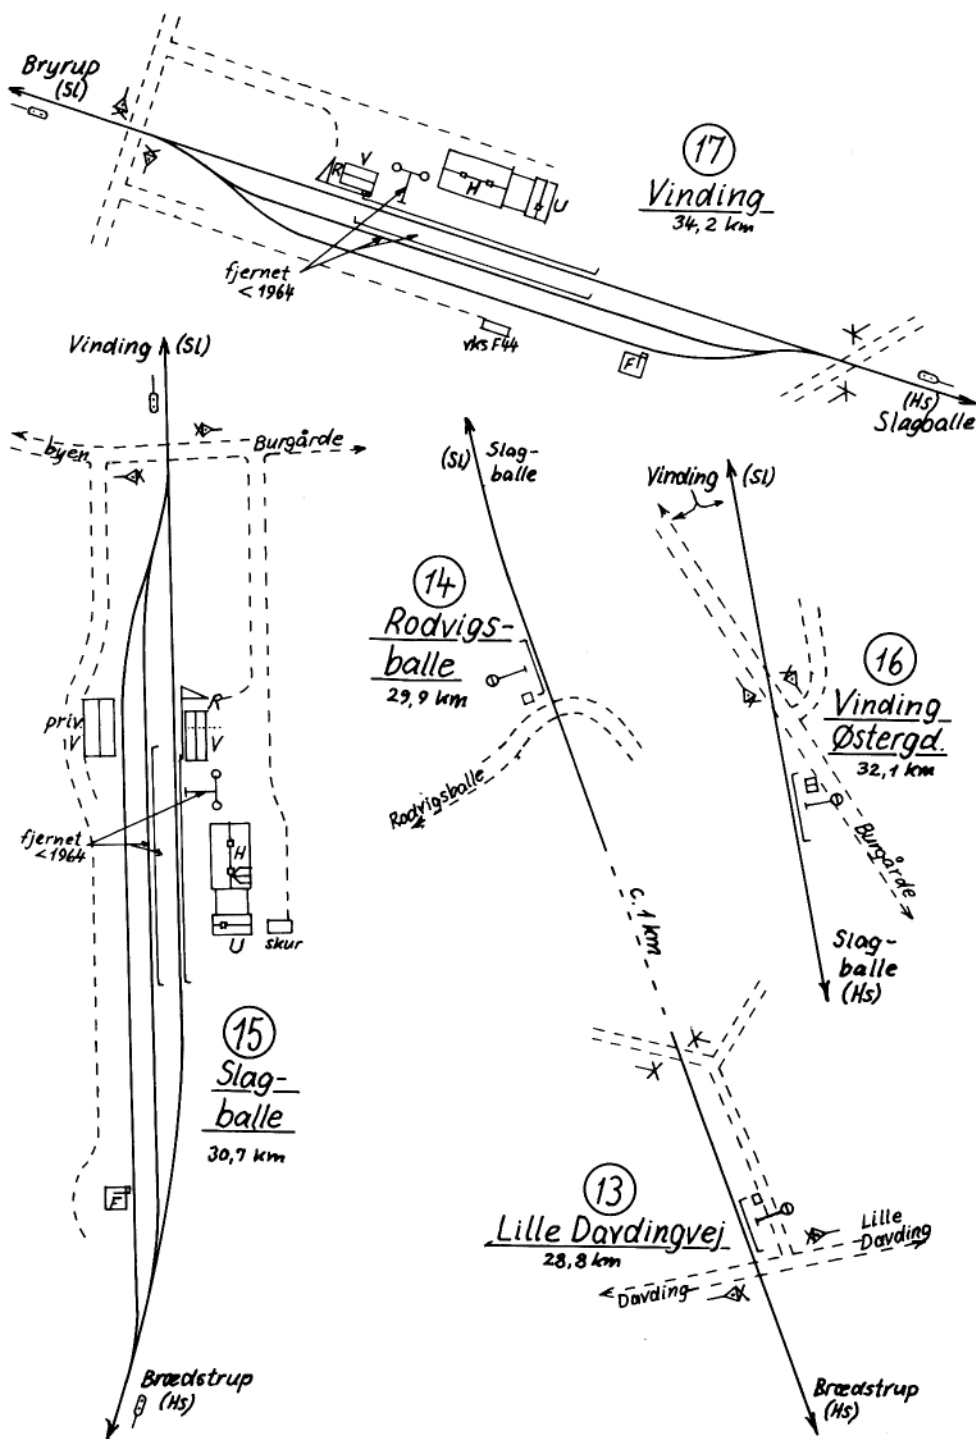 Bryrup
(Sl)
R
V
H
U
17
Vinding
34,2 km
fjernet
< 1964
vks F44
F
(Hs)
Slagballe
Vinding (Sl)
byen
Burgårde
priv.
V
R
V
fjernet
< 1964
H
U
skur
15
Slag-
balle
30,7 km
F
Brædstrup
(Hs)
(Sl)
Slag-
balle
14
Rodvigs-
balle
29,9 km
Rodvigsballe
c. 1 km
Vinding
(Sl)
16
Vinding
Østergd.
32,1 km
Burgårde
Slag-
balle
(Hs)
13
Lille Davdingvej
28,8 km
Lille
Davding
Davding
Brædstrup
(Hs)